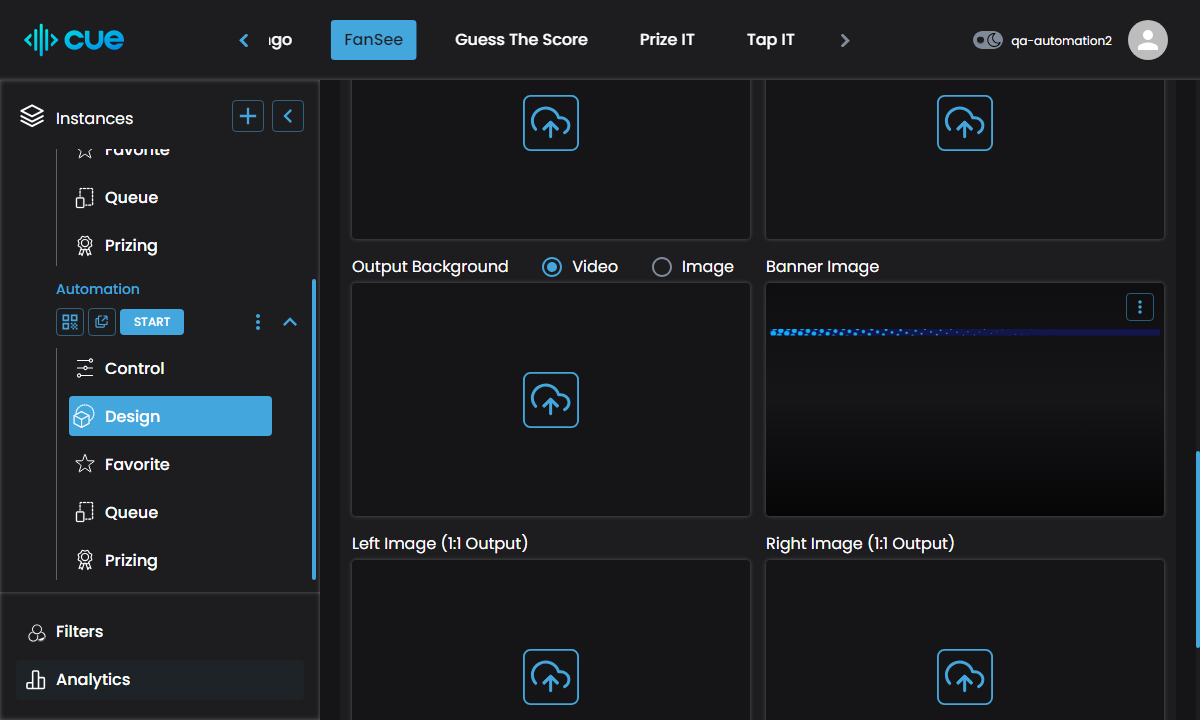 cue
FanSee
Guess The Score
Prize IT
Tap IT
qa-automation2
Instances
Favorite
Queue
Prizing
Automation
START
Control
Design
Favorite
Queue
Prizing
Filters
Analytics
Output Background
Video
Image
Banner Image
Left Image (1:1 Output)
Right Image (1:1 Output)